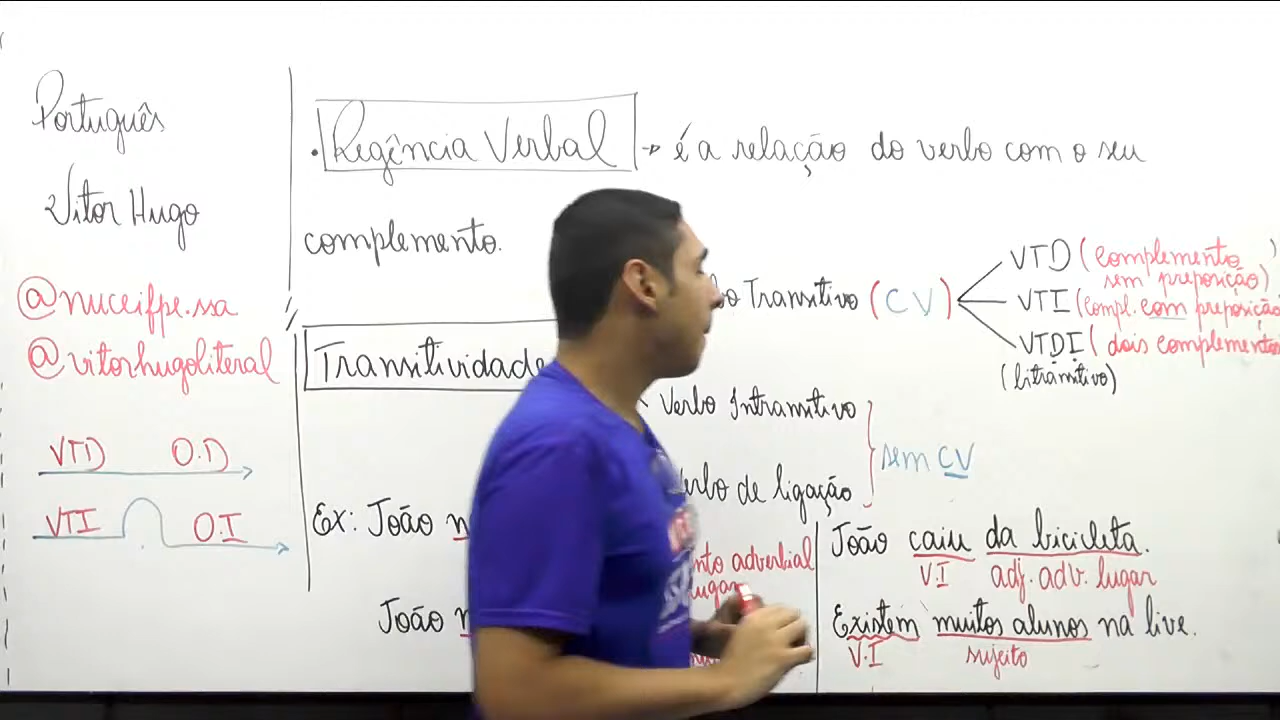 Português
Vitor Hugo
@nuceifpe.ssa
@vitorhugoliteral
VTD O.D
VTI O.I
• Regência Verbal → é a relação do verbo com o seu
complemento.
Transitividade
Transitivo (CV)
VTD (complemento
sem preposição)
VTI (compl. com preposição
VTDI (dois complementos
(bitransitivo)
Verbo Intransitivo
de ligação
sem CV
Ex: João
João
adverbial
João caiu da bicicleta.
V.I adj. adv. lugar
Existem muitos alunos na live.
V.I sujeito